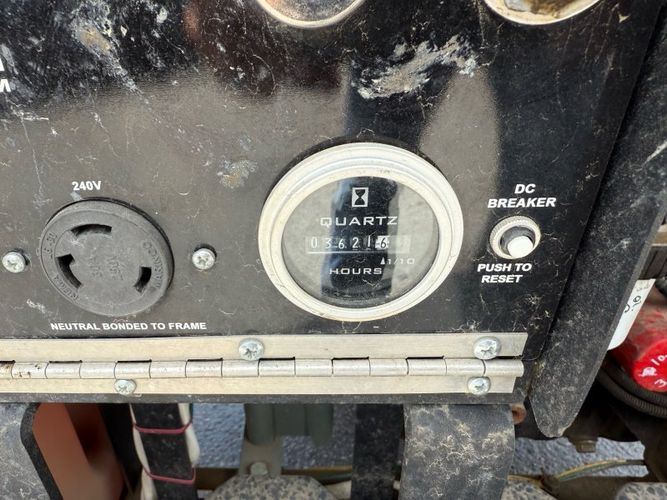 240V
QUARTZ
036216
1/10
HOURS
NEUTRAL BONDED TO FRAME
DC
BREAKER
PUSH TO
RESET